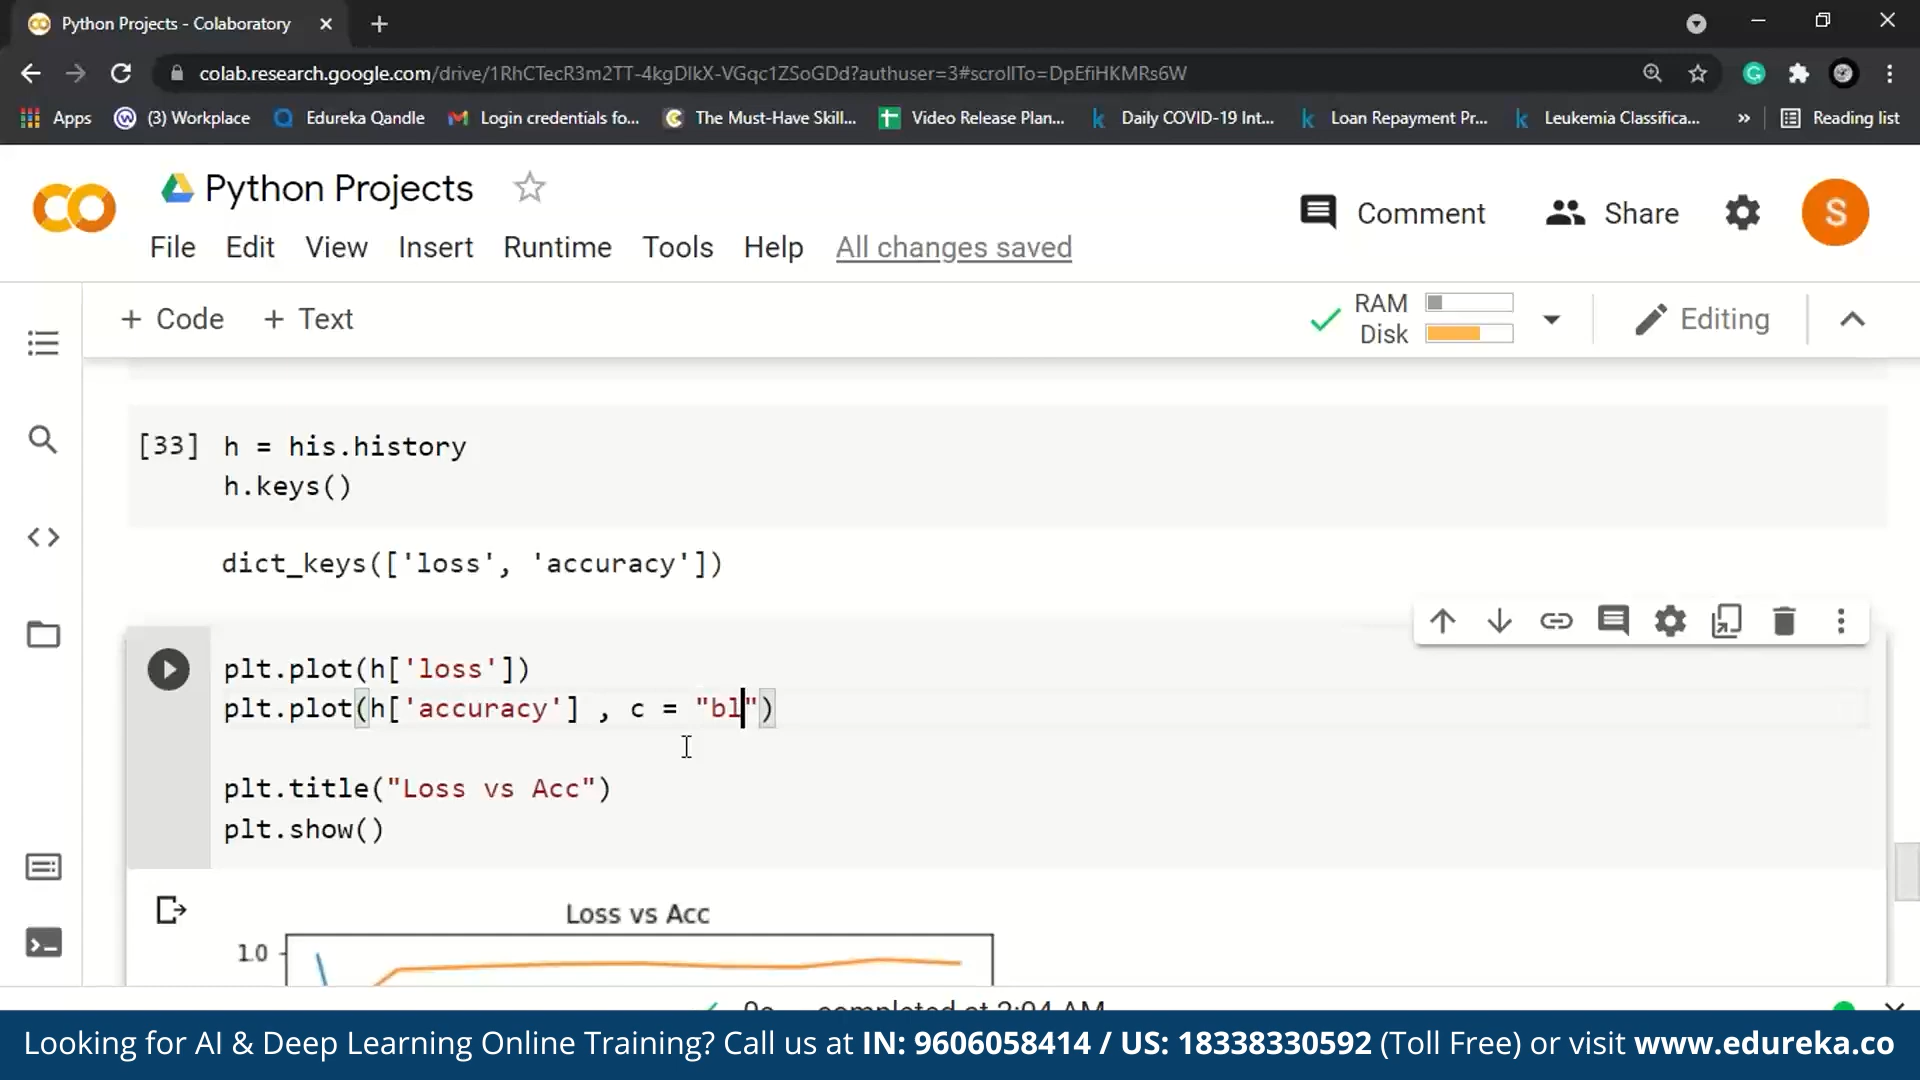 Python Projects - Colaboratory
colab.research.google.com/drive/1RhCTecR3m2TT-4kgDlkX-VGqc1ZSoGDd?authuser=3#scrollTo=DpEfiHKMRs6W
Apps (3) Workplace Edureka Qandle Login credentials fo... The Must-Have Skill... Video Release Plan... Daily COVID-19 Int... Loan Repayment Pr... Leukemia Classifica... » Reading list
Python Projects
Comment Share S
File Edit View Insert Runtime Tools Help All changes saved
+ Code + Text RAM Disk Editing
[33] h = his.history
h.keys()
dict_keys(['loss', 'accuracy'])
plt.plot(h['loss'])
plt.plot(h['accuracy'] , c = "bl")
plt.title("Loss vs Acc")
plt.show()
Loss vs Acc
1.0
completed at 2:04 AM
Looking for AI & Deep Learning Online Training? Call us at IN: 9606058414 / US: 18338330592 (Toll Free) or visit www.edureka.co